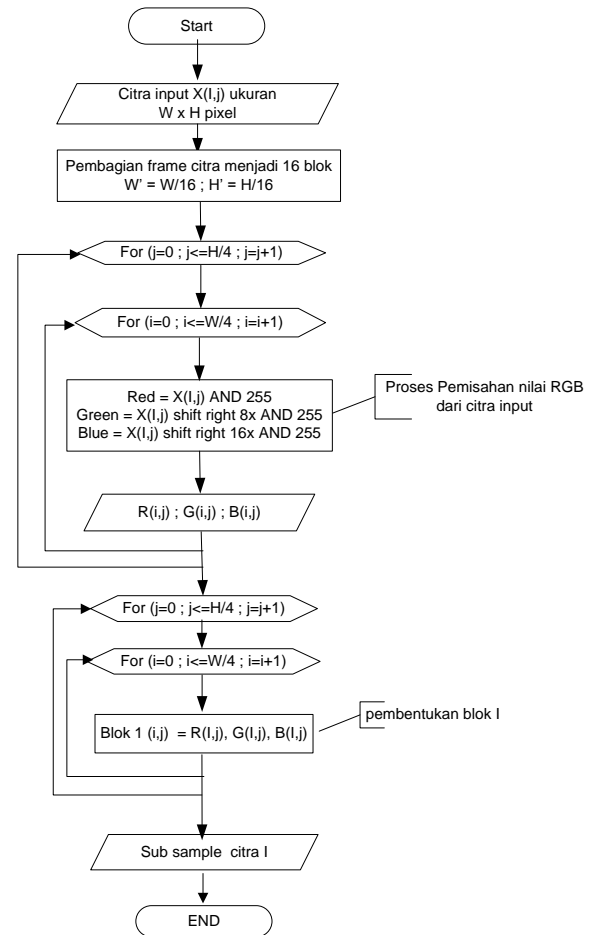 Start
Citra input X(I,j) ukuran
W x H pixel
Pembagian frame citra menjadi 16 blok
W’ = W/16 ; H’ = H/16
For (j=0 ; j<=H/4 ; j=j+1)
For (i=0 ; i<=W/4 ; i=i+1)
Red = X(I,j) AND 255
Green = X(I,j) shift right 8x AND 255
Blue = X(I,j) shift right 16x AND 255
Proses Pemisahan nilai RGB
dari citra input
R(i,j) ; G(i,j) ; B(i,j)
For (j=0 ; j<=H/4 ; j=j+1)
For (i=0 ; i<=W/4 ; i=i+1)
Blok 1 (i,j) = R(I,j), G(I,j), B(I,j)
pembentukan blok I
Sub sample citra I
END